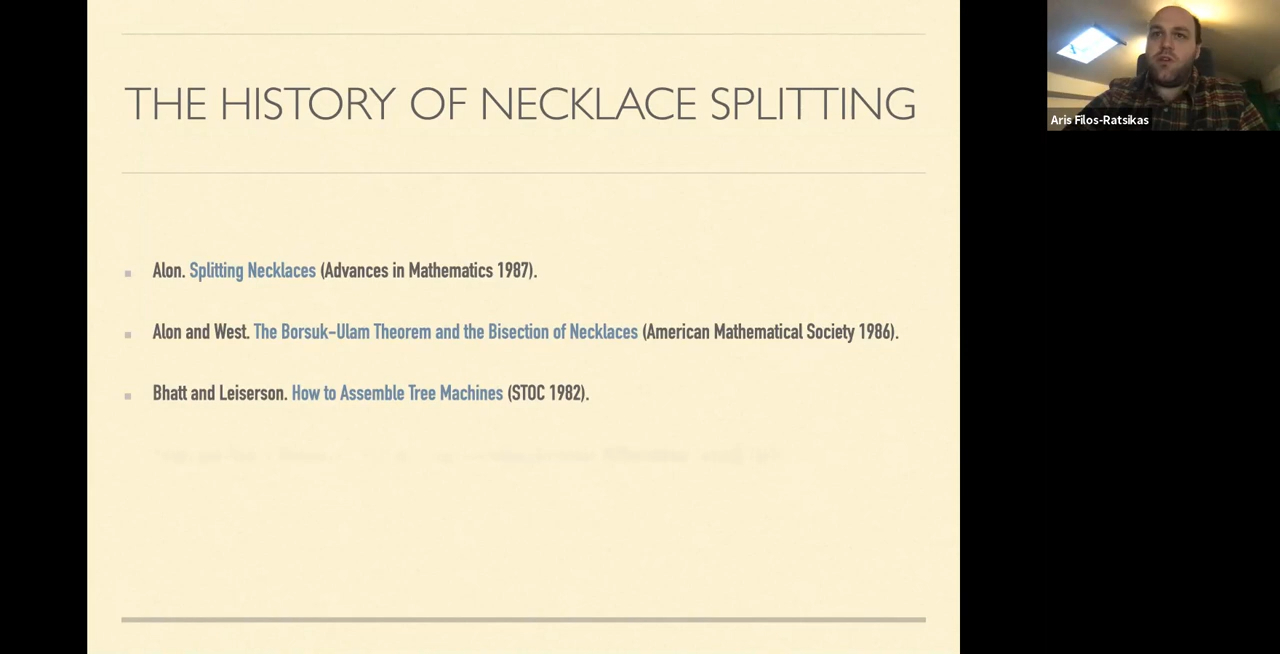 THE HISTORY OF NECKLACE SPLITTING
Alon. Splitting Necklaces (Advances in Mathematics 1987).
Alon and West. The Borsuk-Ulam Theorem and the Bisection of Necklaces (American Mathematical Society 1986).
Bhatt and Leiserson. How to Assemble Tree Machines (STOC 1982).
Aris Filos-Ratsikas